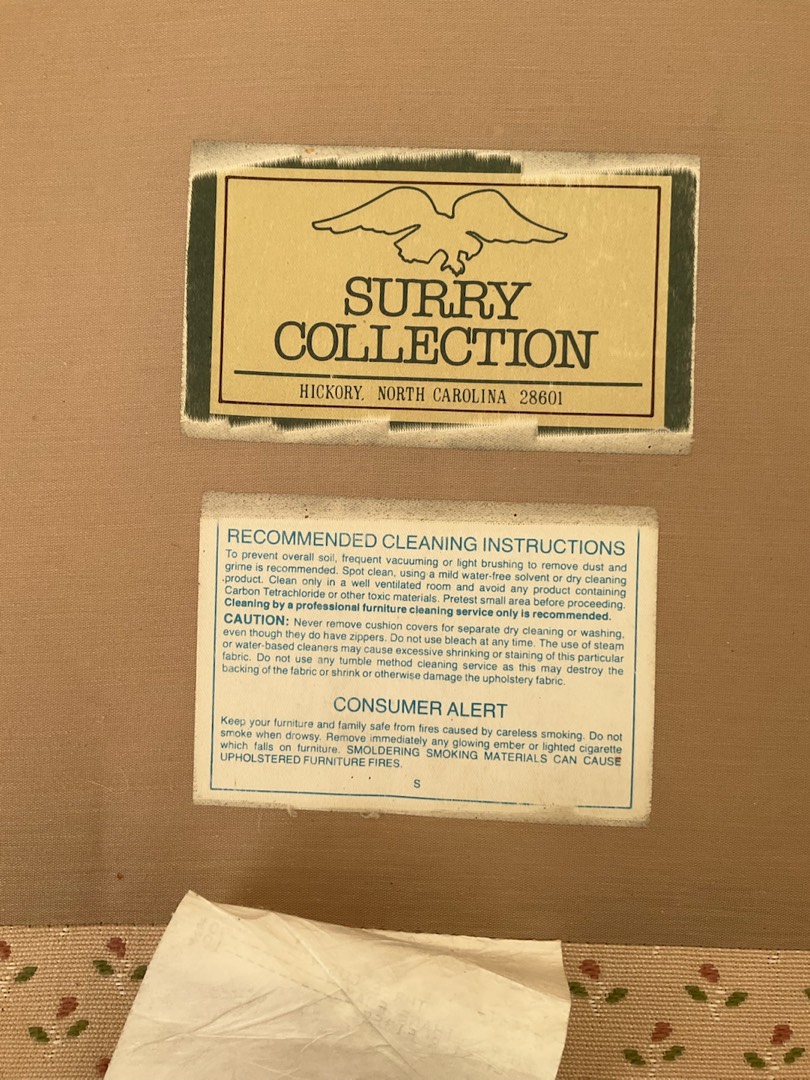 SURRY
COLLECTION
HICKORY, NORTH CAROLINA 28601
RECOMMENDED CLEANING INSTRUCTIONS
To prevent overall soil, frequent vacuuming or light brushing to remove dust and
grime is recommended. Spot clean, using a mild water-free solvent or dry cleaning
product. Clean only in a well ventilated room and avoid any product containing
Carbon Tetrachloride or other toxic materials. Pretest small area before proceeding.
Cleaning by a professional furniture cleaning service only is recommended.
CAUTION: Never remove cushion covers for separate dry cleaning or washing,
even though they do have zippers. Do not use bleach at any time. The use of steam
or water-based cleaners may cause excessive shrinking or staining of this particular
fabric. Do not use any tumble method cleaning service as this may destroy the
backing of the fabric or shrink or otherwise damage the upholstery fabric.
CONSUMER ALERT
Keep your furniture and family safe from fires caused by careless smoking. Do not
smoke when drowsy. Remove immediately any glowing ember or lighted cigarette
which falls on furniture. SMOLDERING SMOKING MATERIALS CAN CAUSE
UPHOLSTERED FURNITURE FIRES.
S